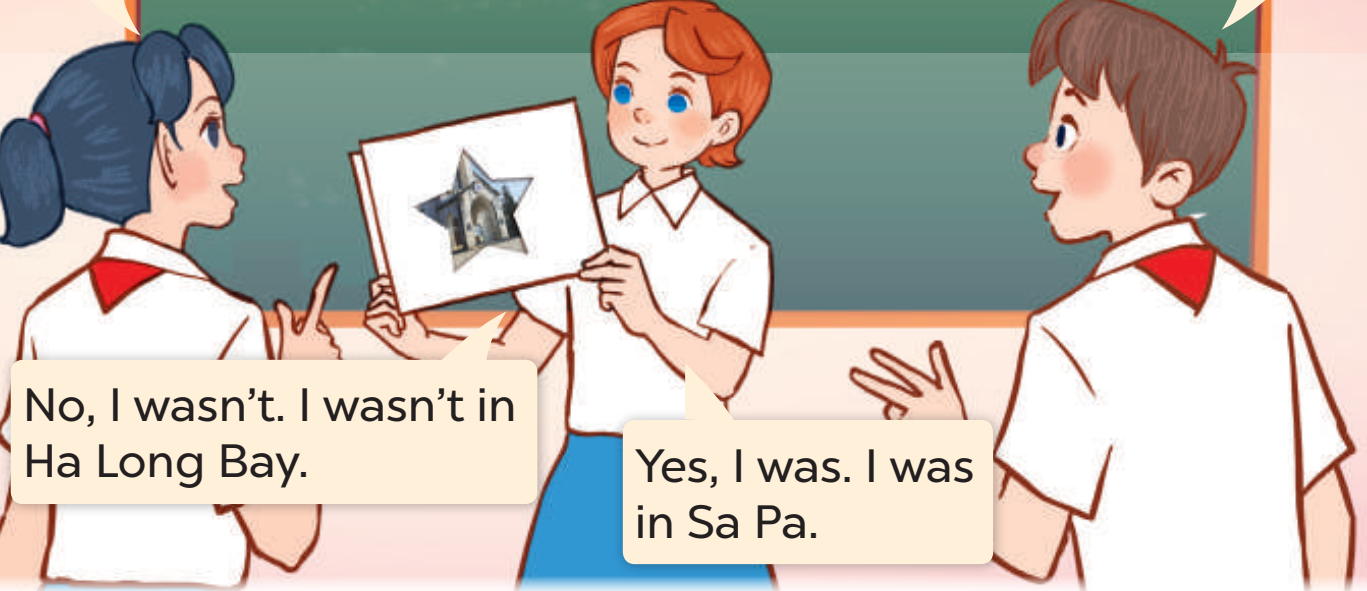 No, I wasn't. I wasn't in
Ha Long Bay.
Yes, I was. I was
in Sa Pa.